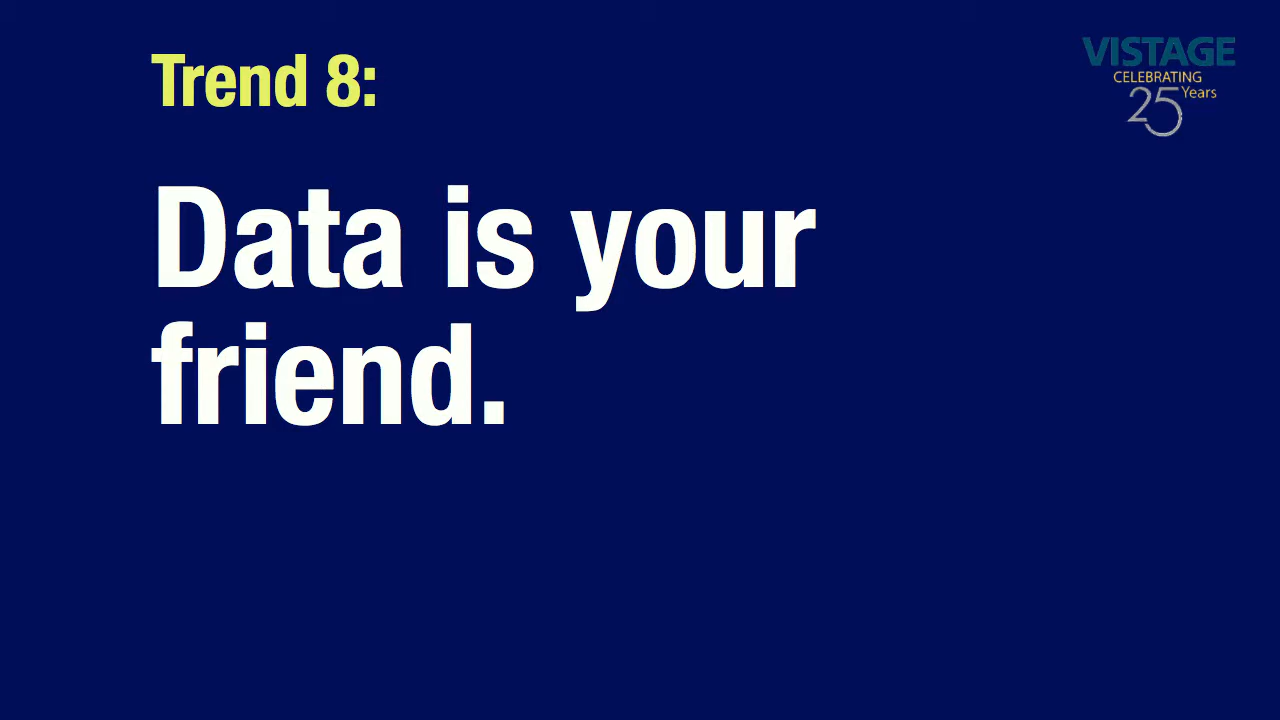 Trend 8:
VISTAGE
CELEBRATING
25 Years
Data is your
friend.